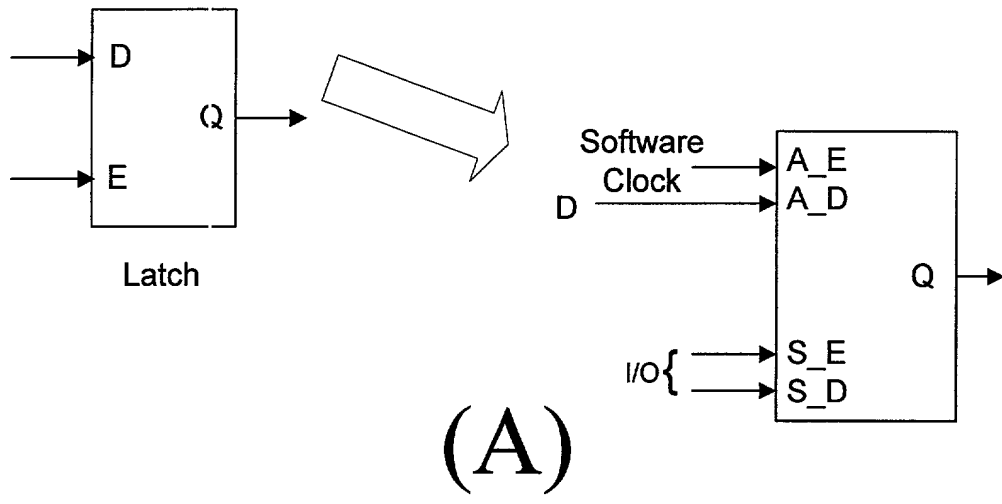 D
Q
E
Latch
Software
Clock
D
A_E
A_D
Q
I/O{
S_E
S_D
(A)